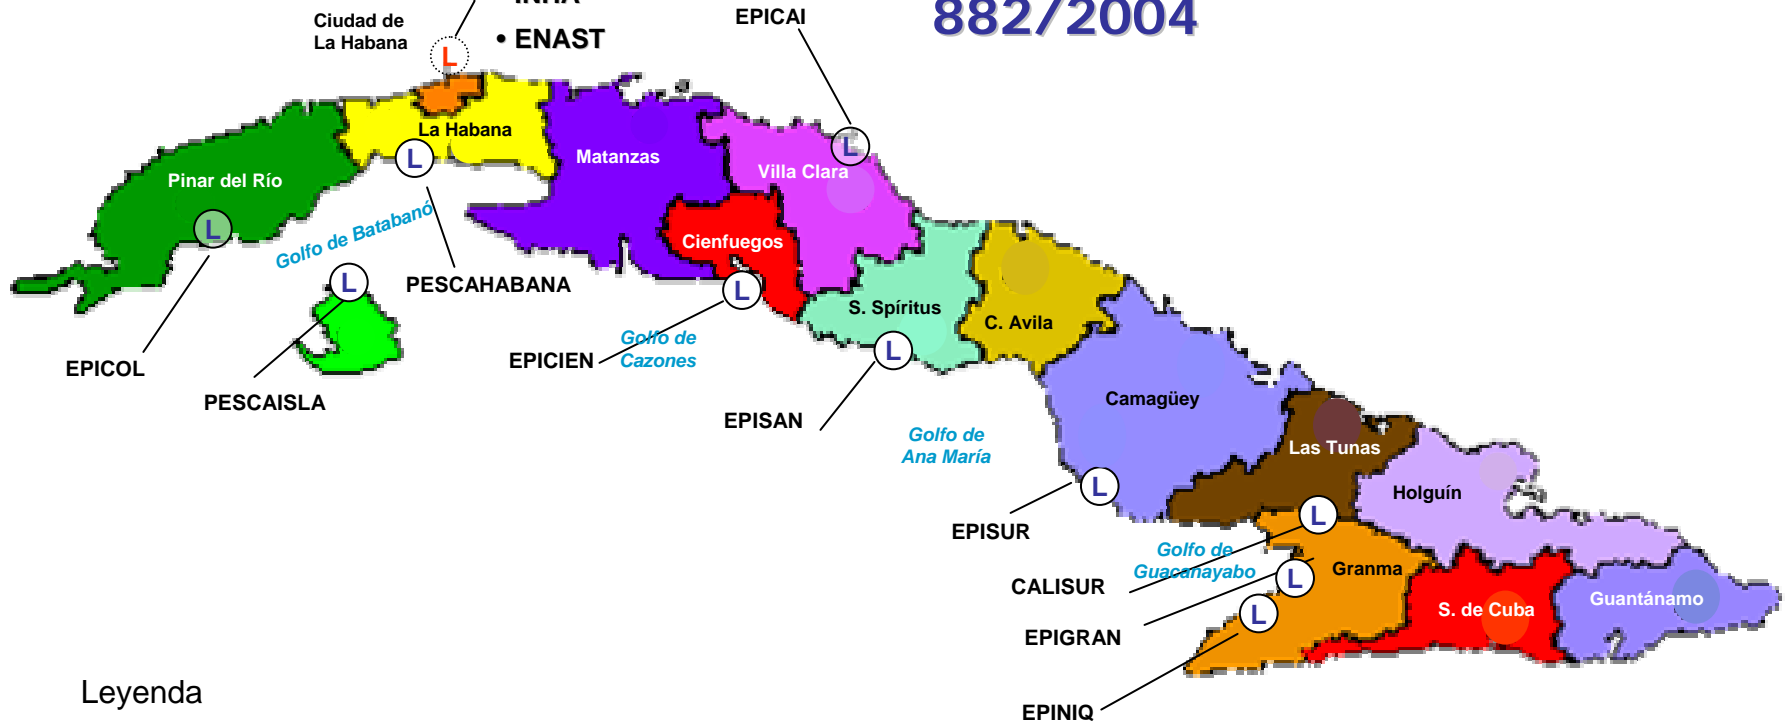 EPICAI
882/2004
Ciudad de
La Habana
• ENAST
L
La Habana
L
Matanzas
Villa Clara
L
Pinar del Río
L
Golfo de Batabanó
Cienfuegos
L
PESCAHABANA
L
S. Spíritus
C. Avila
EPICOL
PESCAISLA
EPICIEN
Golfo de
Cazones
L
EPISAN
Camagüey
Golfo de
Ana María
Las Tunas
Holguín
L
EPISUR
L
Golfo de
Guacanayabo
Granma
CALISUR
L
Guantánamo
S. de Cuba
L
EPIGRAN
EPINIQ
Leyenda